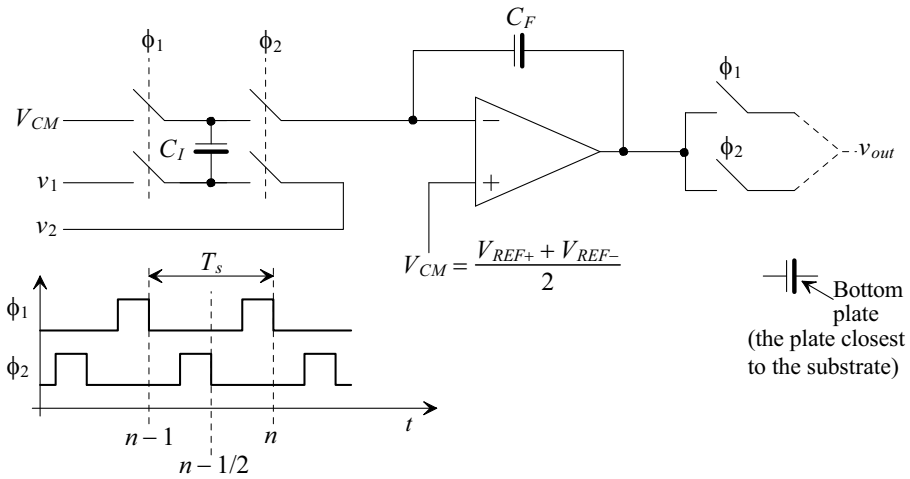 C_F
ϕ₁ ϕ₂
ϕ₁
V_CM
C_I
ϕ₂
v_out
v₁
v₂
V_CM = (V_REF+ + V_REF−)/2
T_s
ϕ₁
ϕ₂
t
n − 1
n
n − 1/2
Bottom
plate
(the plate closest
to the substrate)